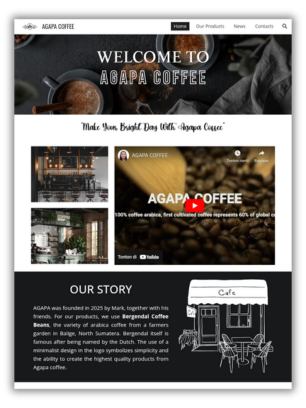 AGAPA COFFEE
Home Our Products News Contacts
WELCOME TO
AGAPA COFFEE
"Make Your Bright Day With "Agapa Coffee"
AGAPA COFFEE
Tonton nanti
AGAPA COFFEE
100% coffee arabica, first cultivated coffee represents 60% of global co
Tonton di YouTube
OUR STORY
AGAPA was founded in 2025 by Mark, together with his
friends. For our products, we use Bergendal Coffee
Beans, the variety of arabica coffee from a farmers
garden in Balige, North Sumatera. Bergendal itself is
famous after being named by the Dutch. The use of a
minimalist design in the logo symbolizes simplicity and
the ability to create the highest quality products from
Agapa coffee.
Cafe